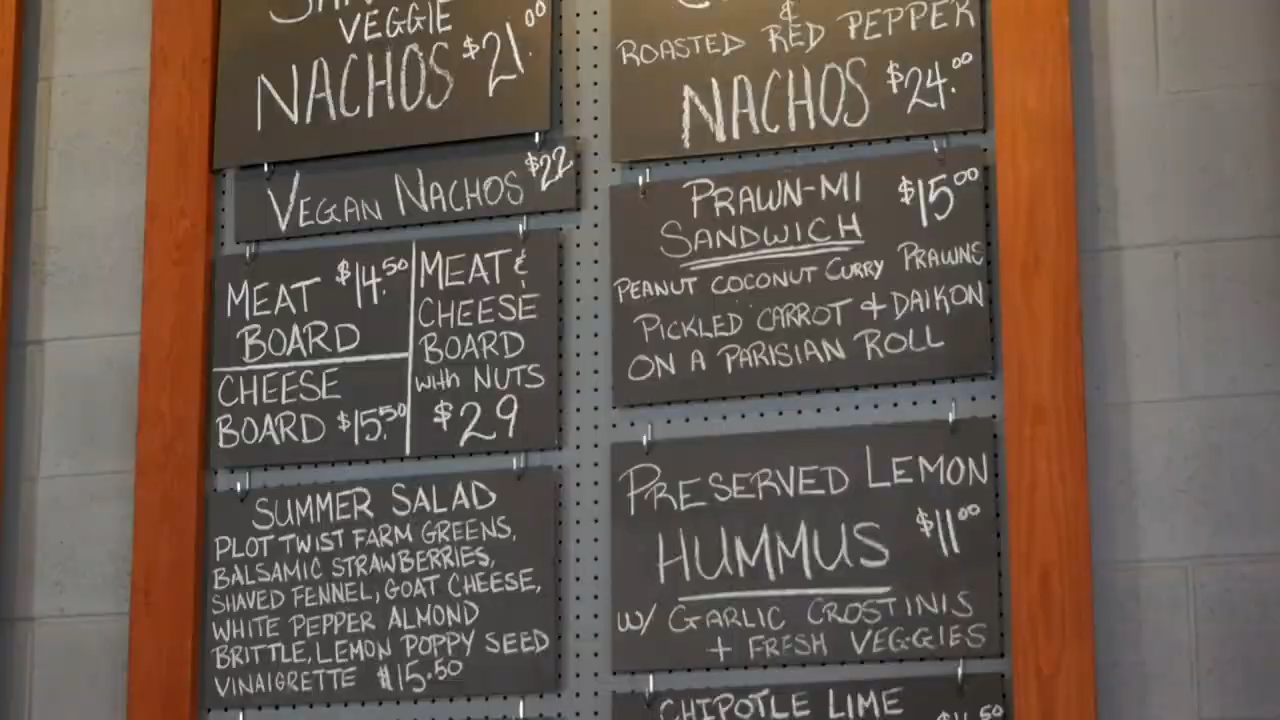 VEGGIE
NACHOS $21.00
VEGAN NACHOS $22
MEAT $14.50
BOARD
CHEESE
BOARD $15.50
MEAT &
CHEESE
BOARD
with NUTS
$29
SUMMER SALAD
PLOT TWIST FARM GREENS,
BALSAMIC STRAWBERRIES,
SHAVED FENNEL, GOAT CHEESE,
WHITE PEPPER ALMOND
BRITTLE, LEMON POPPY SEED
VINAIGRETTE $15.50
&
ROASTED RED PEPPER
NACHOS $24.00
PRAWN-MI $15.00
SANDWICH
PEANUT COCONUT CURRY PRAWNS
PICKLED CARROT + DAIKON
ON A PARISIAN ROLL
PRESERVED LEMON
HUMMUS $11.00
W/ GARLIC CROSTINIS
+ FRESH VEGGIES
CHIPOTLE LIME